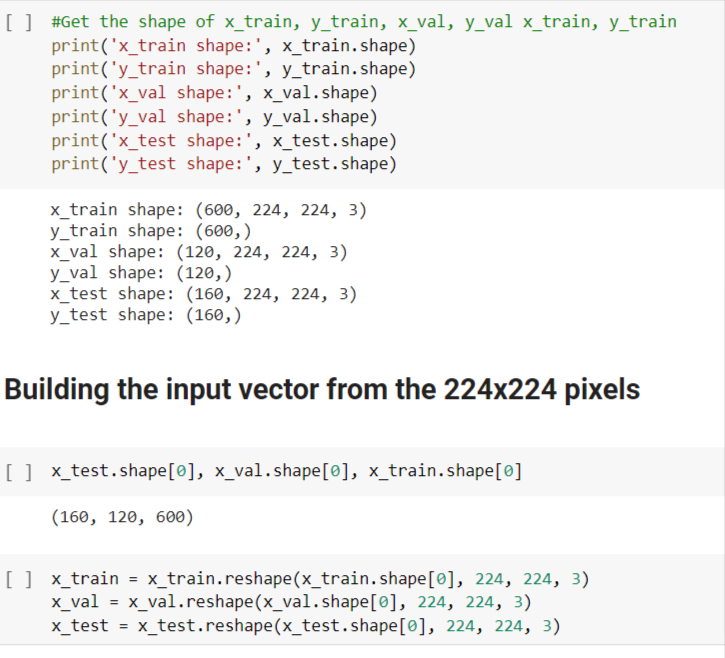 [ ] #Get the shape of x_train, y_train, x_val, y_val x_train, y_train
print('x_train shape:', x_train.shape)
print('y_train shape:', y_train.shape)
print('x_val shape:', x_val.shape)
print('y_val shape:', y_val.shape)
print('x_test shape:', x_test.shape)
print('y_test shape:', y_test.shape)
x_train shape: (600, 224, 224, 3)
y_train shape: (600,)
x_val shape: (120, 224, 224, 3)
y_val shape: (120,)
x_test shape: (160, 224, 224, 3)
y_test shape: (160,)
Building the input vector from the 224x224 pixels
[ ] x_test.shape[0], x_val.shape[0], x_train.shape[0]
(160, 120, 600)
[ ] x_train = x_train.reshape(x_train.shape[0], 224, 224, 3)
x_val = x_val.reshape(x_val.shape[0], 224, 224, 3)
x_test = x_test.reshape(x_test.shape[0], 224, 224, 3)